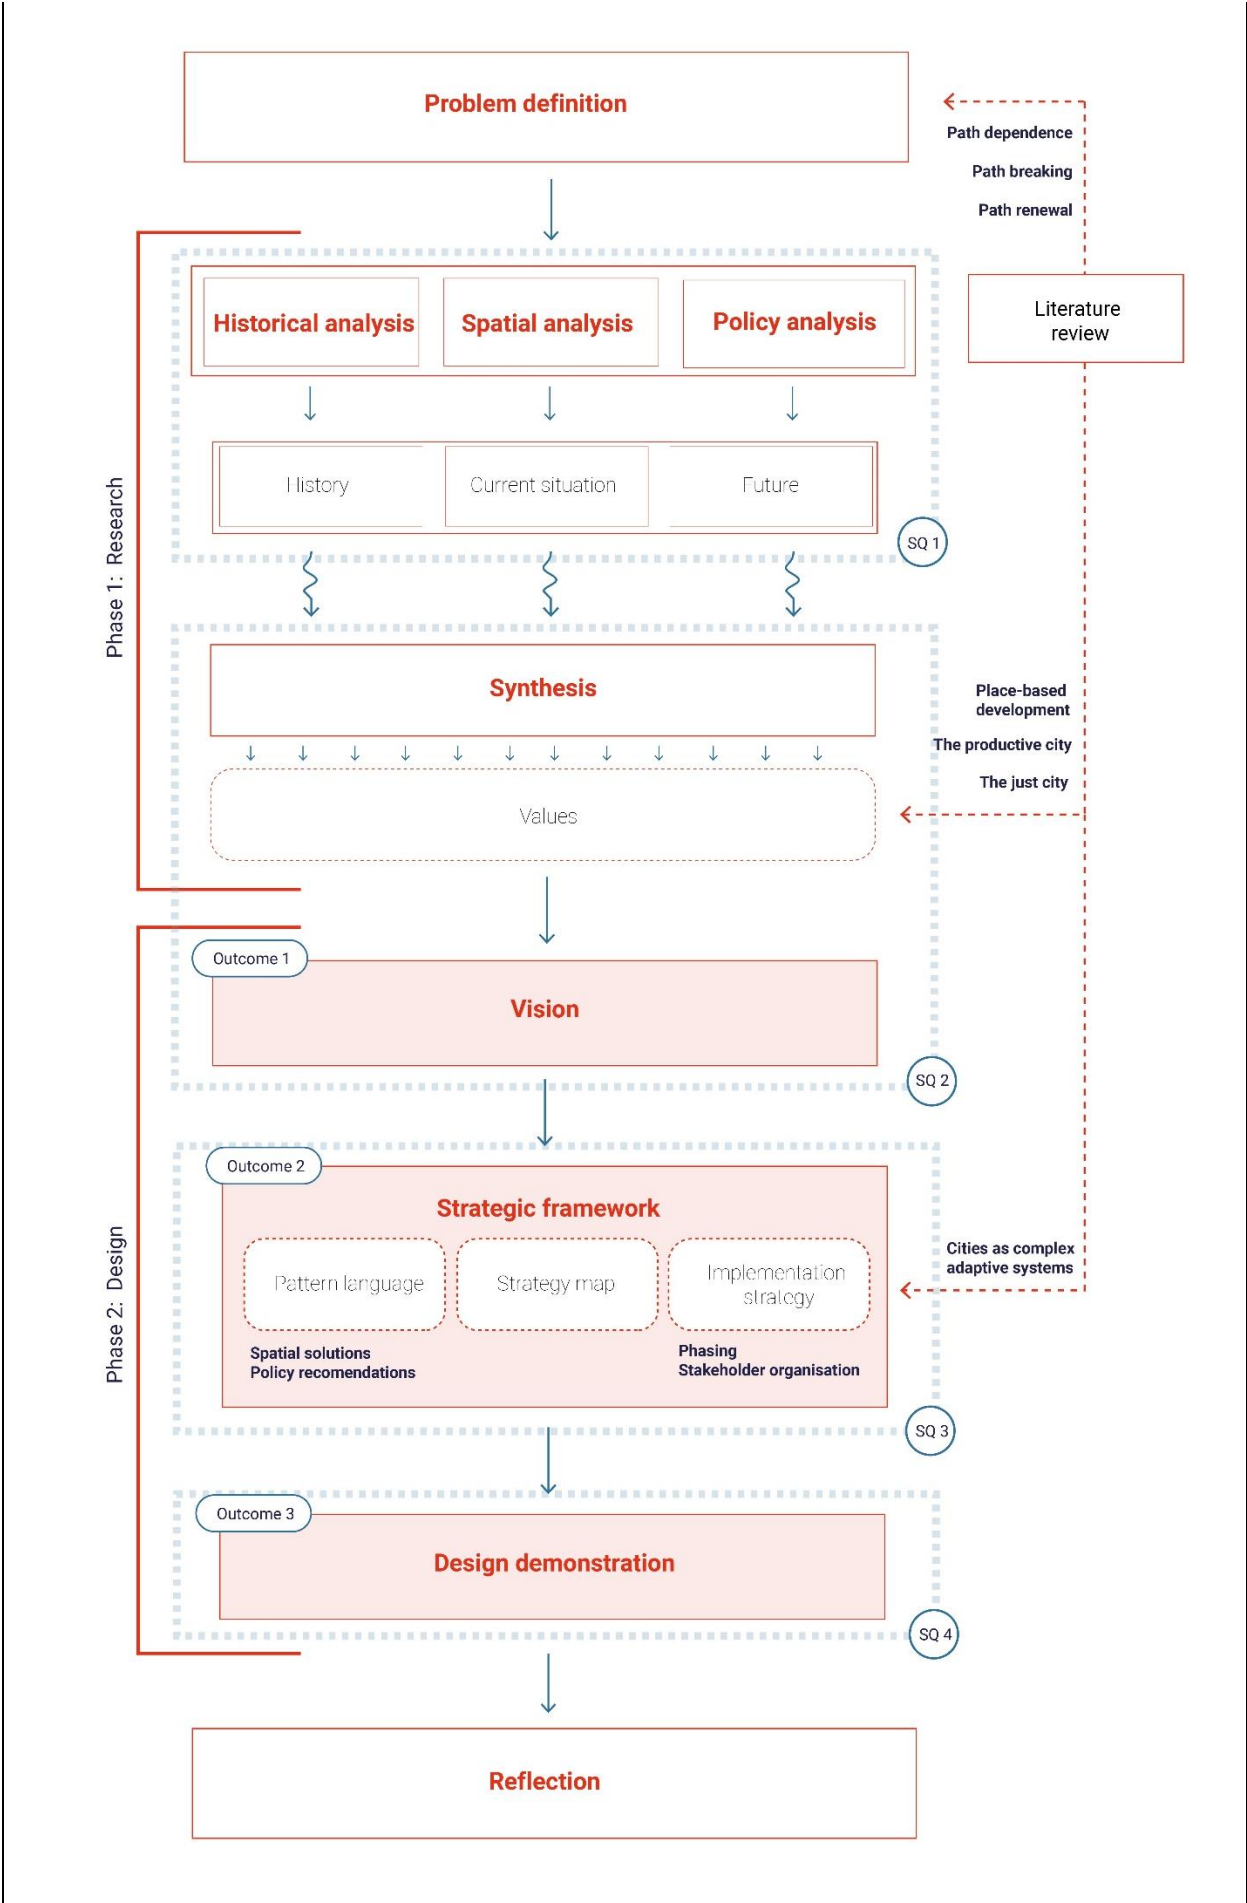 Problem definition
Path dependence
Path breaking
Path renewal
Literature
review
Historical analysis
Spatial analysis
Policy analysis
History
Current situation
Future
SQ 1
Phase 1: Research
Synthesis
Place-based
development
The productive city
The just city
Values
Outcome 1
Vision
SQ 2
Outcome 2
Strategic framework
Pattern language
Strategy map
Implementation
strategy
Spatial solutions
Policy recomendations
Phasing
Stakeholder organisation
Cities as complex
adaptive systems
SQ 3
Phase 2: Design
Outcome 3
Design demonstration
SQ 4
Reflection